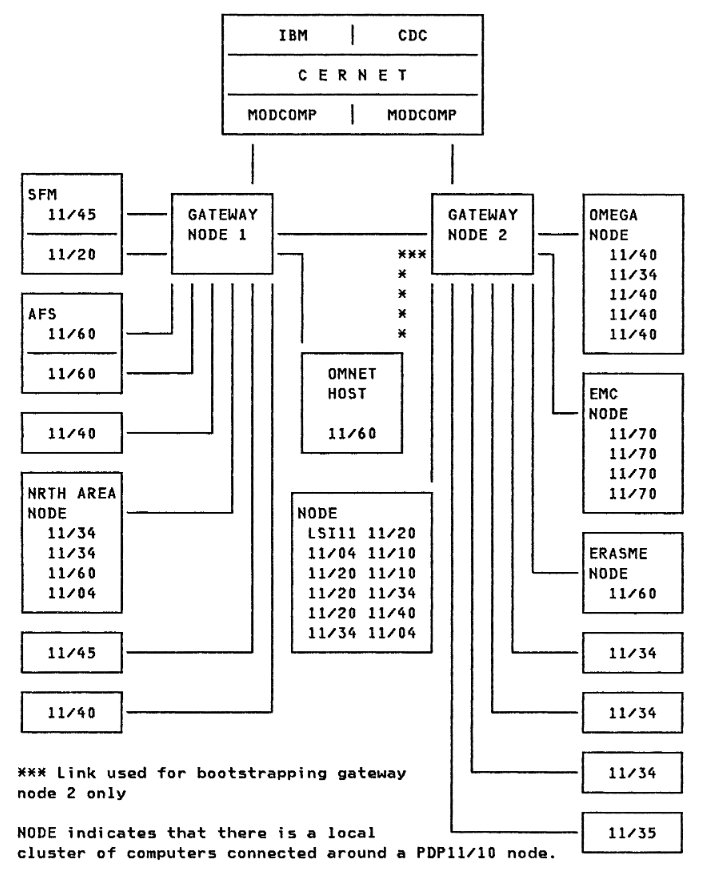 IBM | CDC
C E R N E T
MODCOMP | MODCOMP
SFM
11/45
11/20
GATEWAY
NODE 1
GATEWAY
NODE 2
OMEGA
NODE
11/40
11/34
11/40
11/40
11/40
***
*
*
*
*
AFS
11/60
11/60
OMNET
HOST
11/60
EMC
NODE
11/70
11/70
11/70
11/70
11/40
NRTH AREA
NODE
11/34
11/34
11/60
11/04
NODE
LSI11 11/20
11/04 11/10
11/20 11/10
11/20 11/34
11/20 11/40
11/34 11/04
ERASME
NODE
11/60
11/45
11/34
11/40
11/34
11/34
11/35
*** Link used for bootstrapping gateway
node 2 only
NODE indicates that there is a local
cluster of computers connected around a PDP11/10 node.